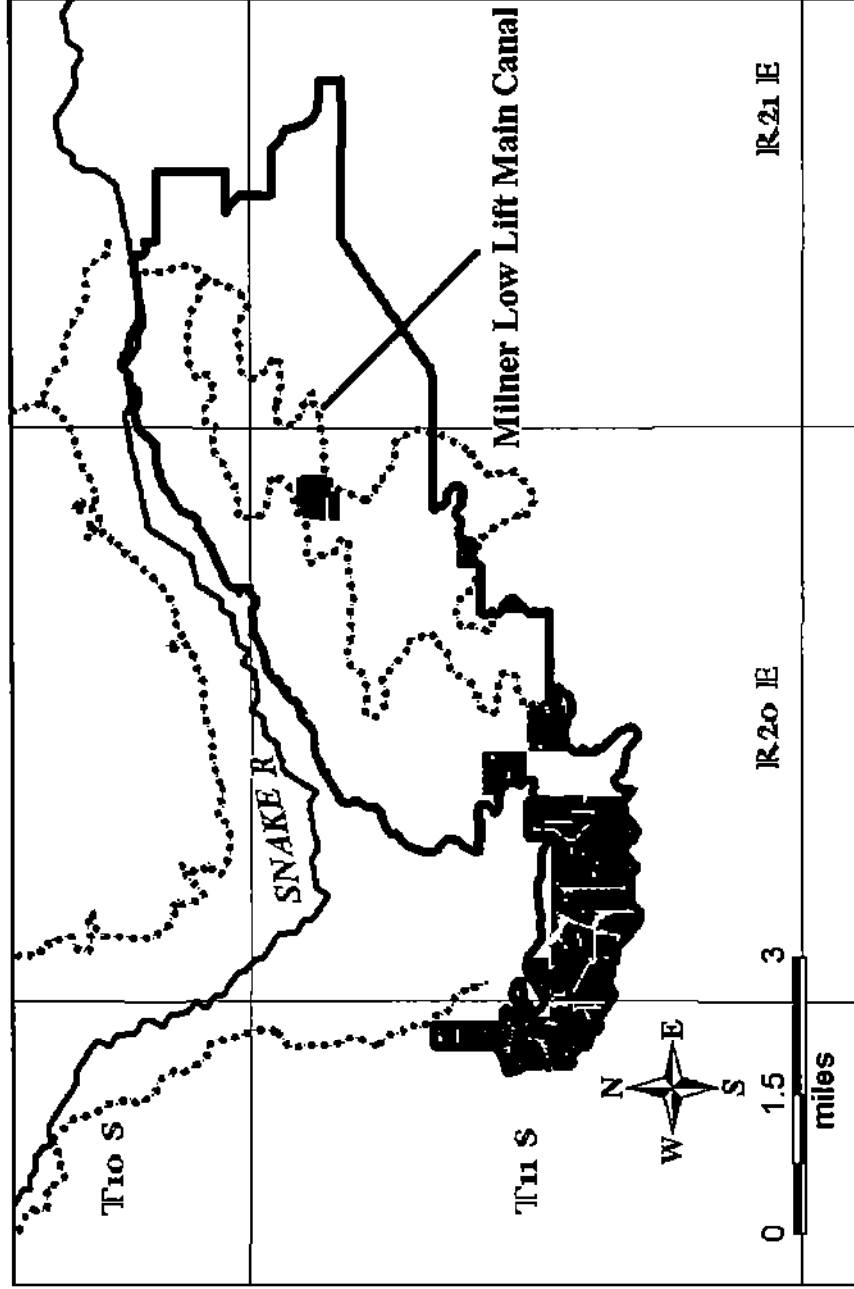 SNAKE R
Milner Low Lift Main Canal
T10 S
T11 S
R20 E
R21 E
N
W E
S
0 1.5 3
miles